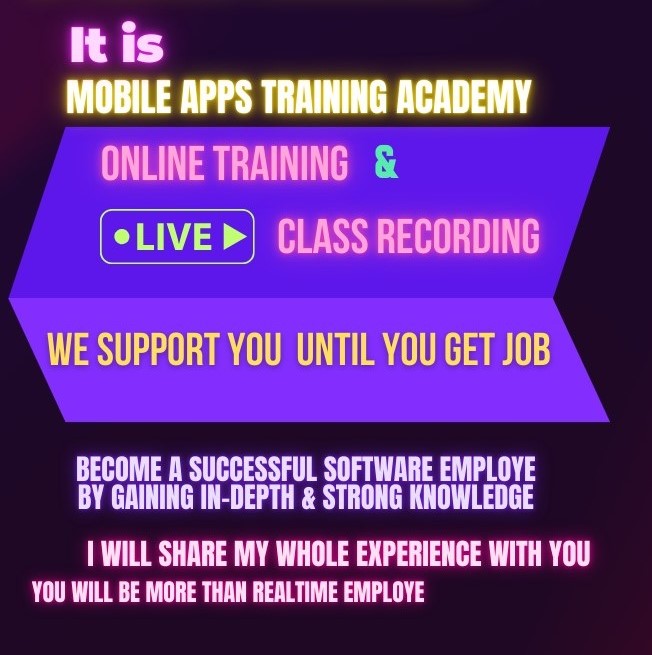 It is
MOBILE APPS TRAINING ACADEMY
ONLINE TRAINING &
LIVE CLASS RECORDING
WE SUPPORT YOU UNTIL YOU GET JOB
BECOME A SUCCESSFUL SOFTWARE EMPLOYE
BY GAINING IN-DEPTH & STRONG KNOWLEDGE
I WILL SHARE MY WHOLE EXPERIENCE WITH YOU
YOU WILL BE MORE THAN REALTIME EMPLOYE